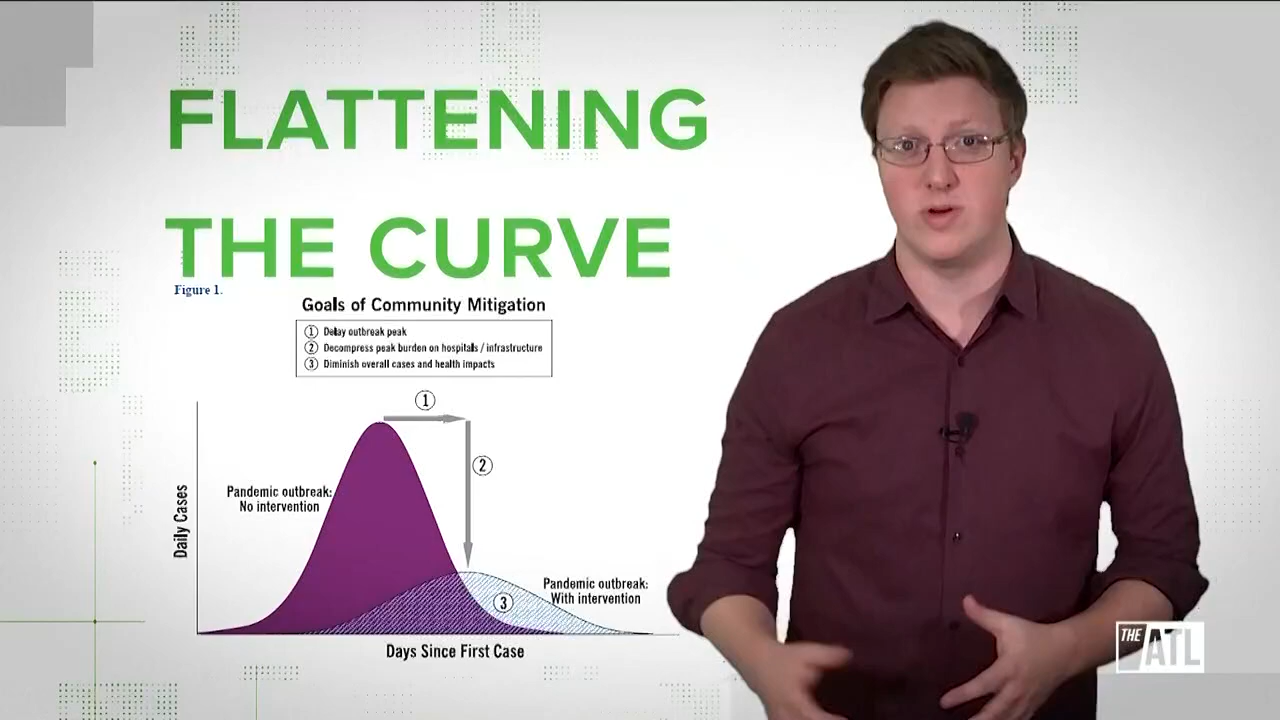 FLATTENING
THE CURVE
Figure 1.
Goals of Community Mitigation
① Delay outbreak peak
② Decompress peak burden on hospitals / infrastructure
③ Diminish overall cases and health impacts
①
②
Pandemic outbreak:
No intervention
Daily Cases
Pandemic outbreak:
With intervention
③
Days Since First Case
THE ATL